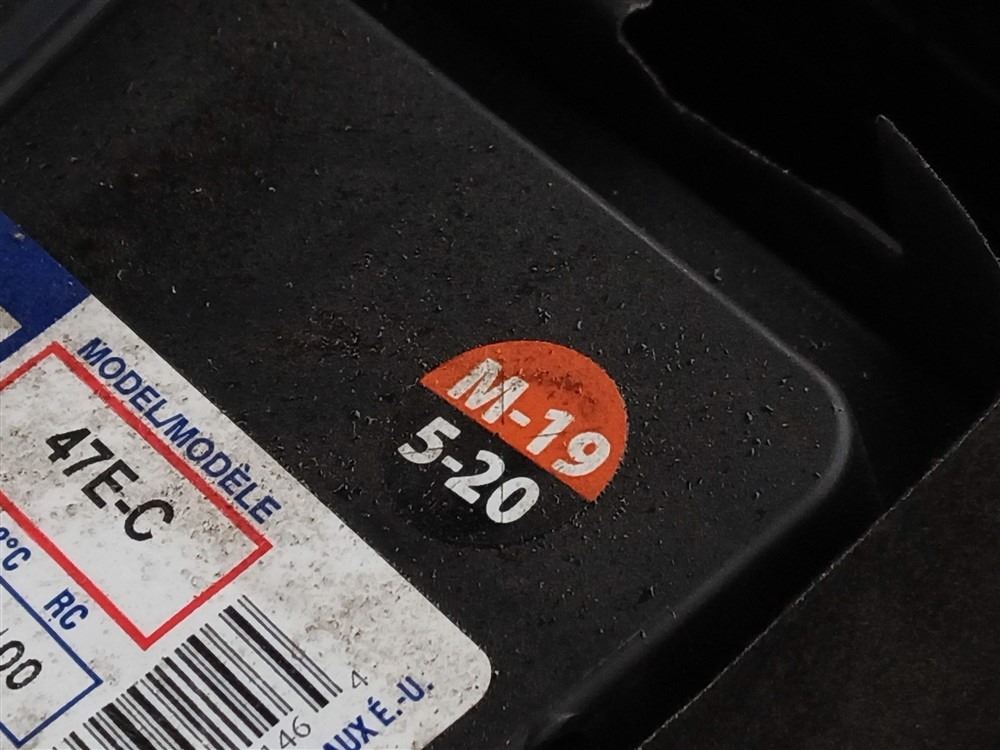 MODEL/MODÈLE
47E-C
M-19
5-20
°C
RC
00
4
146
AUX É.-U.